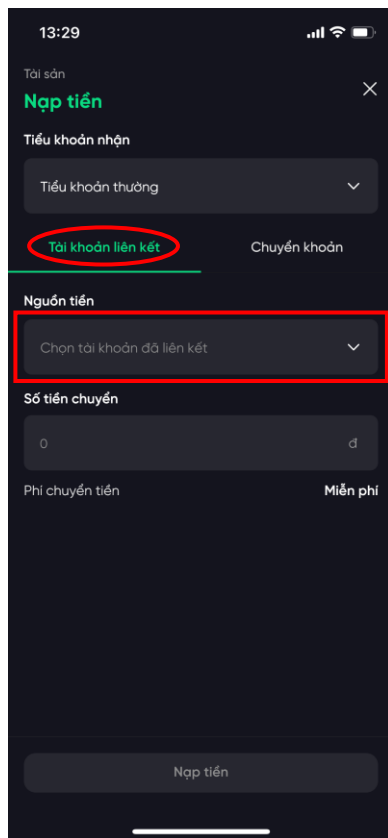 13:29
Tài sản
Nạp tiền
Tiểu khoản nhận
Tiểu khoản thường
Tài khoản liên kết
Chuyển khoản
Nguồn tiền
Chọn tài khoản đã liên kết
Số tiền chuyển
0 đ
Phí chuyển tiền Miễn phí
Nạp tiền